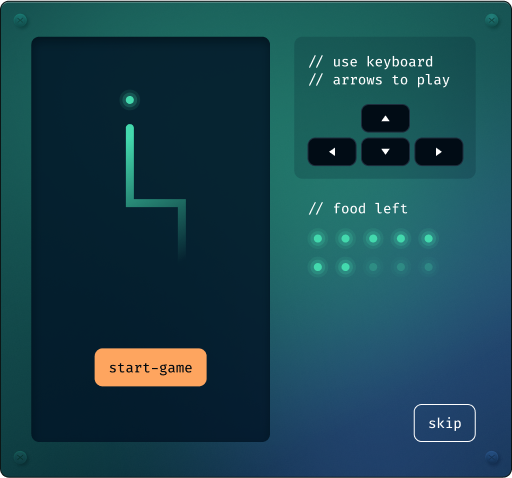 // use keyboard
// arrows to play
// food left
start-game
skip